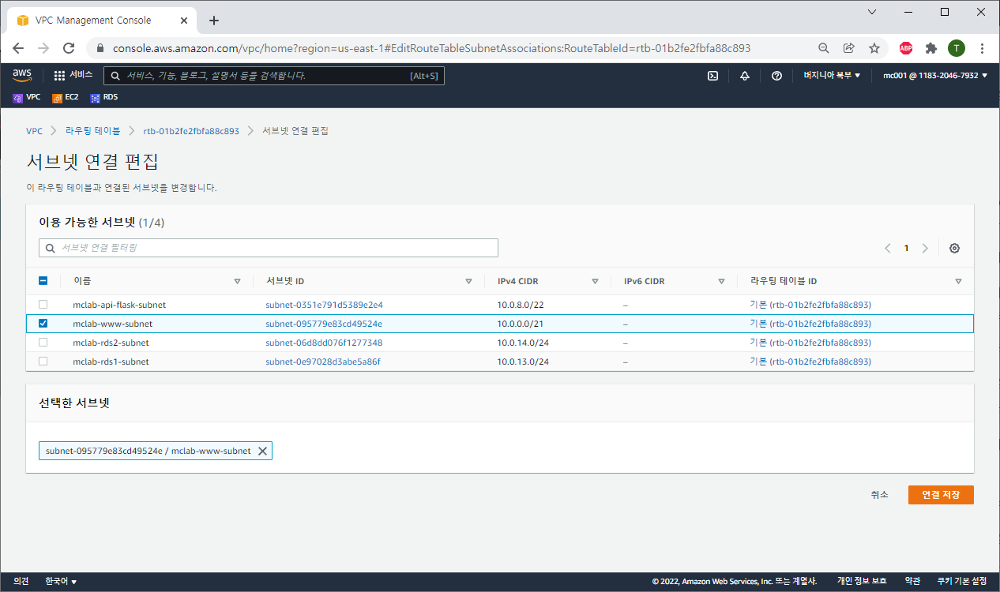 VPC Management Console
console.aws.amazon.com/vpc/home?region=us-east-1#EditRouteTableSubnetAssociations:RouteTableId=rtb-01b2fe2fbfa88c893
ABP
T
aws
서비스
서비스, 기능, 블로그, 설명서 등을 검색합니다.
[Alt+S]
버지니아 북부
mc001 @ 1183-2046-7932
VPC EC2 RDS
VPC 라우팅 테이블 rtb-01b2fe2fbfa88c893 서브넷 연결 편집
서브넷 연결 편집
이 라우팅 테이블과 연결된 서브넷을 변경합니다.
이용 가능한 서브넷 (1/4)
서브넷 연결 필터링
1
이름 서브넷 ID IPv4 CIDR IPv6 CIDR 라우팅 테이블 ID
mclab-api-flask-subnet subnet-0351e791d5389e2e4 10.0.8.0/22 – 기본 (rtb-01b2fe2fbfa88c893)
mclab-www-subnet subnet-095779e83cd49524e 10.0.0.0/21 – 기본 (rtb-01b2fe2fbfa88c893)
mclab-rds2-subnet subnet-06d8dd076f1277348 10.0.14.0/24 – 기본 (rtb-01b2fe2fbfa88c893)
mclab-rds1-subnet subnet-0e97028d3abe5a86f 10.0.13.0/24 – 기본 (rtb-01b2fe2fbfa88c893)
선택한 서브넷
subnet-095779e83cd49524e / mclab-www-subnet
취소 연결 저장
의견 한국어 © 2022, Amazon Web Services, Inc. 또는 계열사. 개인 정보 보호 약관 쿠키 기본 설정